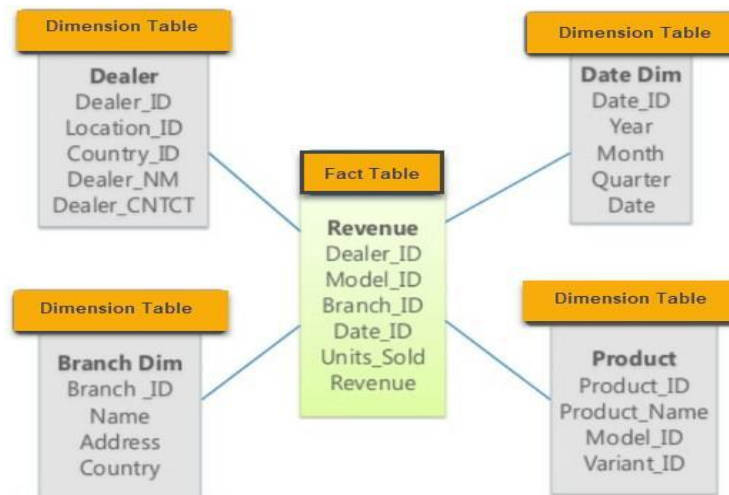 Dimension Table
Dealer
Dealer_ID
Location_ID
Country_ID
Dealer_NM
Dealer_CNTCT
Dimension Table
Date Dim
Date_ID
Year
Month
Quarter
Date
Fact Table
Revenue
Dealer_ID
Model_ID
Branch_ID
Date_ID
Units_Sold
Revenue
Dimension Table
Branch Dim
Branch _ID
Name
Address
Country
Dimension Table
Product
Product_ID
Product_Name
Model_ID
Variant_ID